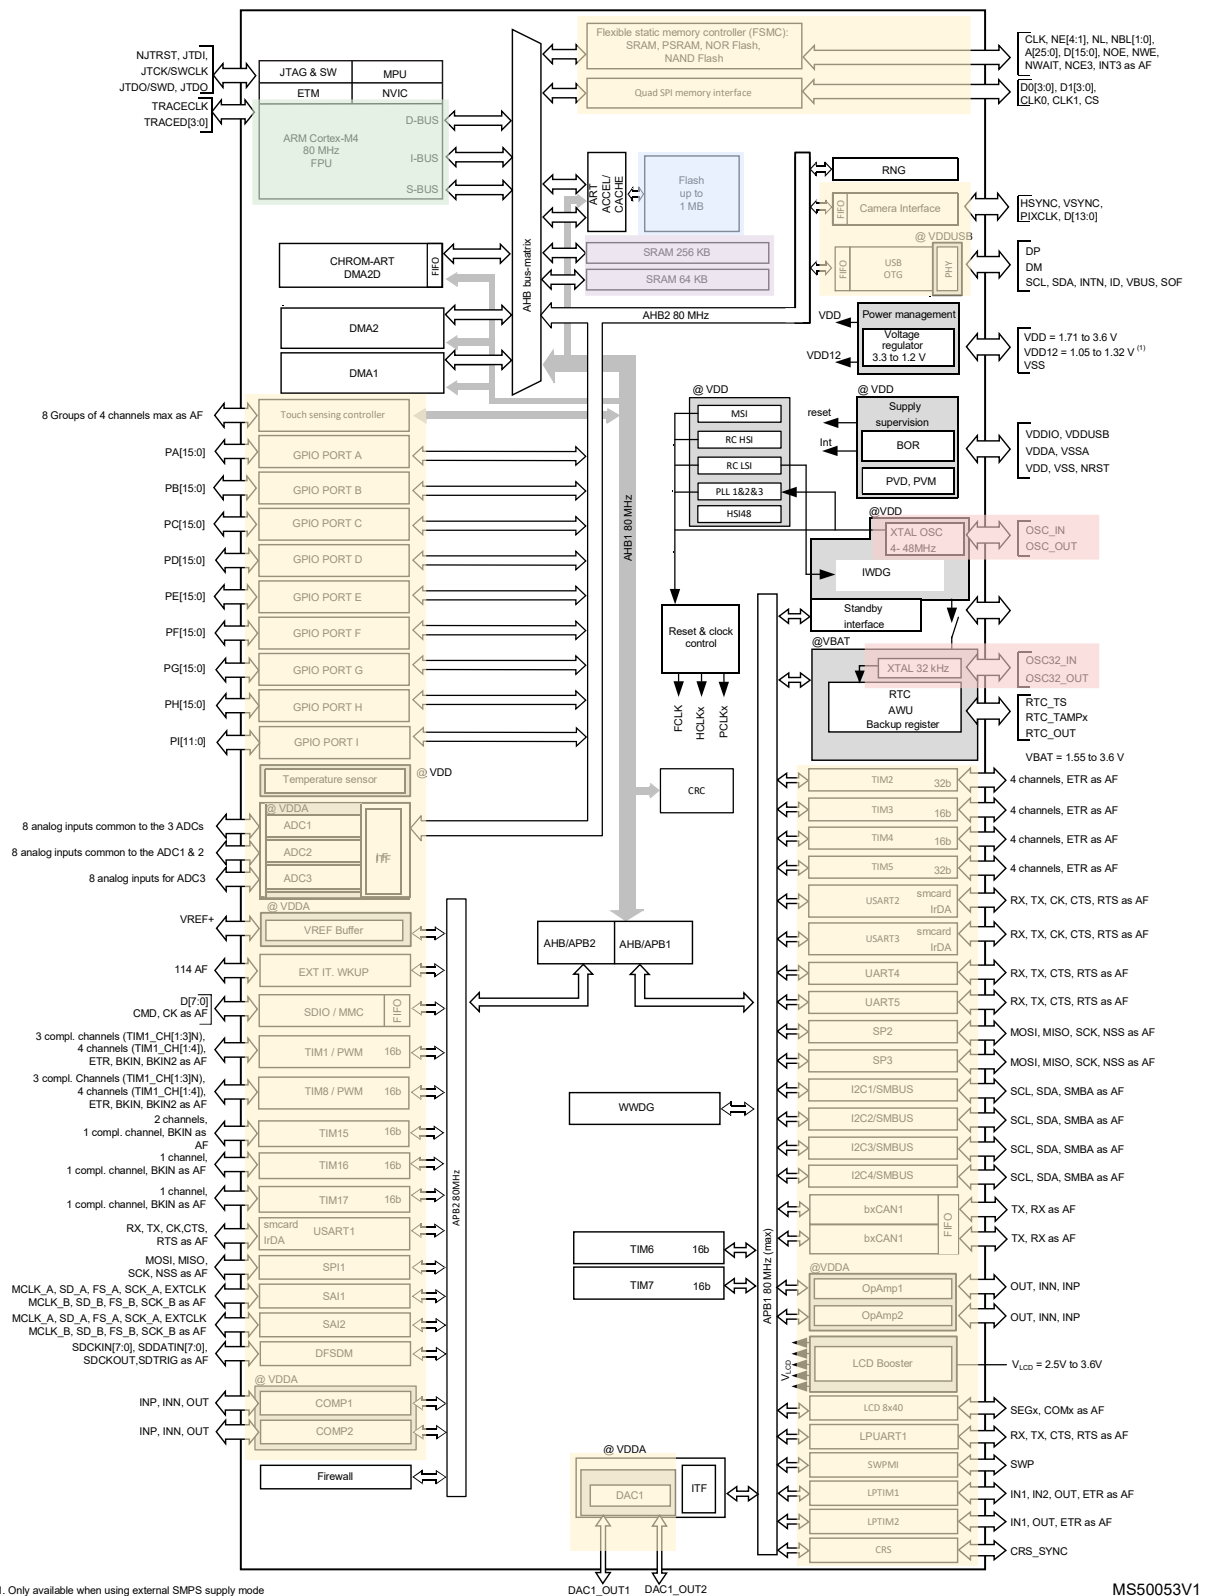 NJTRST, JTDI,
JTCK/SWCLK
JTDO/SWD, JTDO
TRACECLK
TRACED[3:0]
JTAG & SW
MPU
ETM
NVIC
ARM Cortex-M4
80 MHz
FPU
D-BUS
I-BUS
S-BUS
AHB bus-matrix
Flexible static memory controller (FSMC):
SRAM, PSRAM, NOR Flash,
NAND Flash
CLK, NE[4:1], NL, NBL[1:0],
A[25:0], D[15:0], NOE, NWE,
NWAIT, NCE3, INT3 as AF
Quad SPI memory interface
D0[3:0], D1[3:0],
CLK0, CLK1, CS
ART
ACCEL/
CACHE
Flash
up to
1 MB
SRAM 256 KB
SRAM 64 KB
RNG
FIFO
Camera Interface
HSYNC, VSYNC,
PIXCLK, D[13:0]
@ VDDUSB
FIFO
USB
OTG
PHY
DP
DM
SCL, SDA, INTN, ID, VBUS, SOF
CHROM-ART
DMA2D
FIFO
DMA2
DMA1
AHB2 80 MHz
VDD
VDD12
Power management
Voltage
regulator
3.3 to 1.2 V
VDD = 1.71 to 3.6 V
VDD12 = 1.05 to 1.32 V (1)
VSS
@ VDD
MSI
RC HSI
RC LSI
PLL 1&2&3
HSI48
@ VDD
reset
Int
Supply
supervision
BOR
PVD, PVM
VDDIO, VDDUSB
VDDA, VSSA
VDD, VSS, NRST
@VDD
XTAL OSC
4- 48MHz
IWDG
OSC_IN
OSC_OUT
Standby
interface
@VBAT
XTAL 32 kHz
RTC
AWU
Backup register
OSC32_IN
OSC32_OUT
RTC_TS
RTC_TAMPx
RTC_OUT
VBAT = 1.55 to 3.6 V
Reset & clock
control
FCLK
HCLKx
PCLKx
AHB1 80 MHz
CRC
8 Groups of 4 channels max as AF
Touch sensing controller
PA[15:0]
GPIO PORT A
PB[15:0]
GPIO PORT B
PC[15:0]
GPIO PORT C
PD[15:0]
GPIO PORT D
PE[15:0]
GPIO PORT E
PF[15:0]
GPIO PORT F
PG[15:0]
GPIO PORT G
PH[15:0]
GPIO PORT H
PI[11:0]
GPIO PORT I
Temperature sensor
@ VDD
@ VDDA
8 analog inputs common to the 3 ADCs
ADC1
8 analog inputs common to the ADC1 & 2
ADC2
8 analog inputs for ADC3
ADC3
@ VDDA
VREF+
VREF Buffer
114 AF
EXT IT. WKUP
D[7:0]
CMD, CK as AF
SDIO / MMC
FIFO
3 compl. channels (TIM1_CH[1:3]N),
4 channels (TIM1_CH[1:4]),
ETR, BKIN, BKIN2 as AF
TIM1 / PWM
16b
3 compl. Channels (TIM1_CH[1:3]N),
4 channels (TIM1_CH[1:4]),
ETR, BKIN, BKIN2 as AF
TIM8 / PWM
16b
2 channels,
1 compl. channel, BKIN as
AF
TIM15
16b
1 channel,
1 compl. channel, BKIN as AF
TIM16
16b
1 channel,
1 compl. channel, BKIN as AF
TIM17
16b
RX, TX, CK,CTS,
RTS as AF
smcard
IrDA
USART1
MOSI, MISO,
SCK, NSS as AF
SPI1
MCLK_A, SD_A, FS_A, SCK_A, EXTCLK
MCLK_B, SD_B, FS_B, SCK_B as AF
SAI1
MCLK_A, SD_A, FS_A, SCK_A, EXTCLK
MCLK_B, SD_B, FS_B, SCK_B as AF
SAI2
SDCKIN[7:0], SDDATIN[7:0],
SDCKOUT,SDTRIG as AF
DFSDM
@ VDDA
INP, INN, OUT
COMP1
INP, INN, OUT
COMP2
Firewall
APB2 80MHz
AHB/APB2
AHB/APB1
WWDG
TIM6
16b
TIM7
16b
APB1 80 MHz (max)
@ VDDA
DAC1
ITF
DAC1_OUT1
DAC1_OUT2
TIM2
32b
4 channels, ETR as AF
TIM3
16b
4 channels, ETR as AF
TIM4
16b
4 channels, ETR as AF
TIM5
32b
4 channels, ETR as AF
USART2
smcard
IrDA
RX, TX, CK, CTS, RTS as AF
USART3
smcard
IrDA
RX, TX, CK, CTS, RTS as AF
UART4
RX, TX, CTS, RTS as AF
UART5
RX, TX, CTS, RTS as AF
SP2
MOSI, MISO, SCK, NSS as AF
SP3
MOSI, MISO, SCK, NSS as AF
I2C1/SMBUS
SCL, SDA, SMBA as AF
I2C2/SMBUS
SCL, SDA, SMBA as AF
I2C3/SMBUS
SCL, SDA, SMBA as AF
I2C4/SMBUS
SCL, SDA, SMBA as AF
bxCAN1
TX, RX as AF
bxCAN1
FIFO
TX, RX as AF
@VDDA
OpAmp1
OUT, INN, INP
OpAmp2
OUT, INN, INP
VLCD
LCD Booster
VLCD = 2.5V to 3.6V
LCD 8x40
SEGx, COMx as AF
LPUART1
RX, TX, CTS, RTS as AF
SWPMI
SWP
LPTIM1
IN1, IN2, OUT, ETR as AF
LPTIM2
IN1, OUT, ETR as AF
CRS
CRS_SYNC
1. Only available when using external SMPS supply mode
MS50053V1